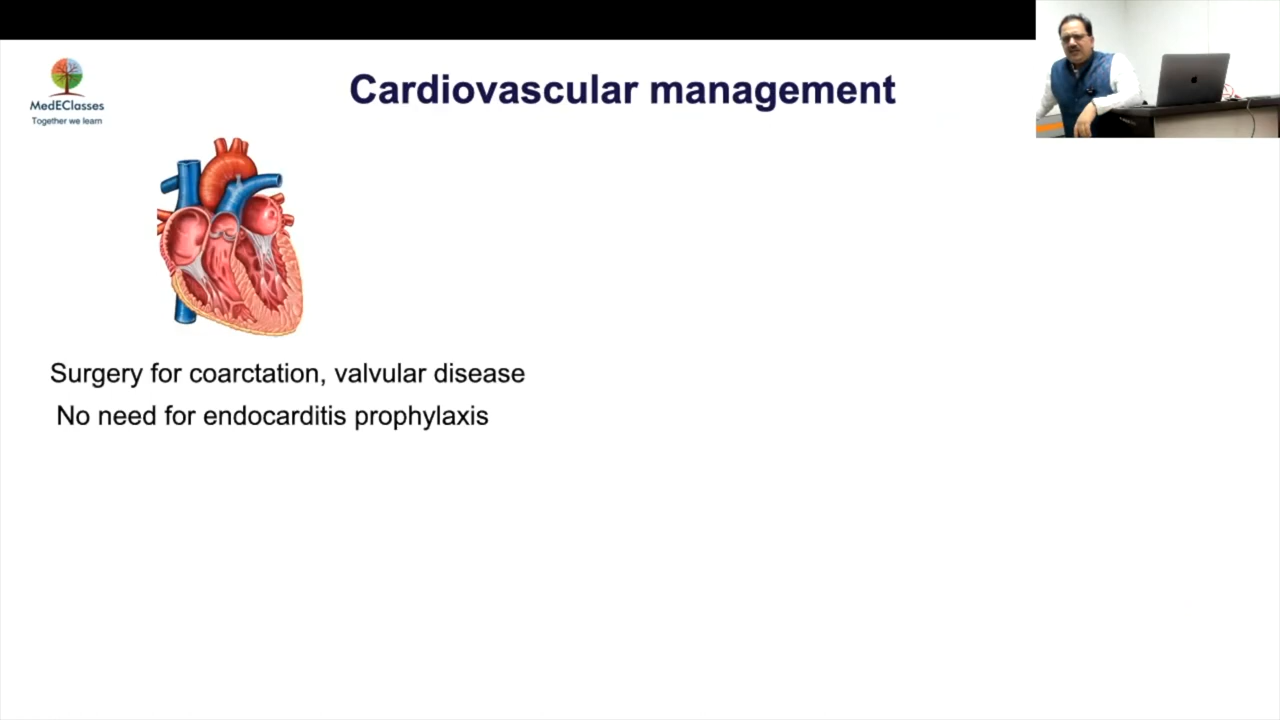 Cardiovascular management
MedEClasses
Together we learn
Surgery for coarctation, valvular disease
No need for endocarditis prophylaxis